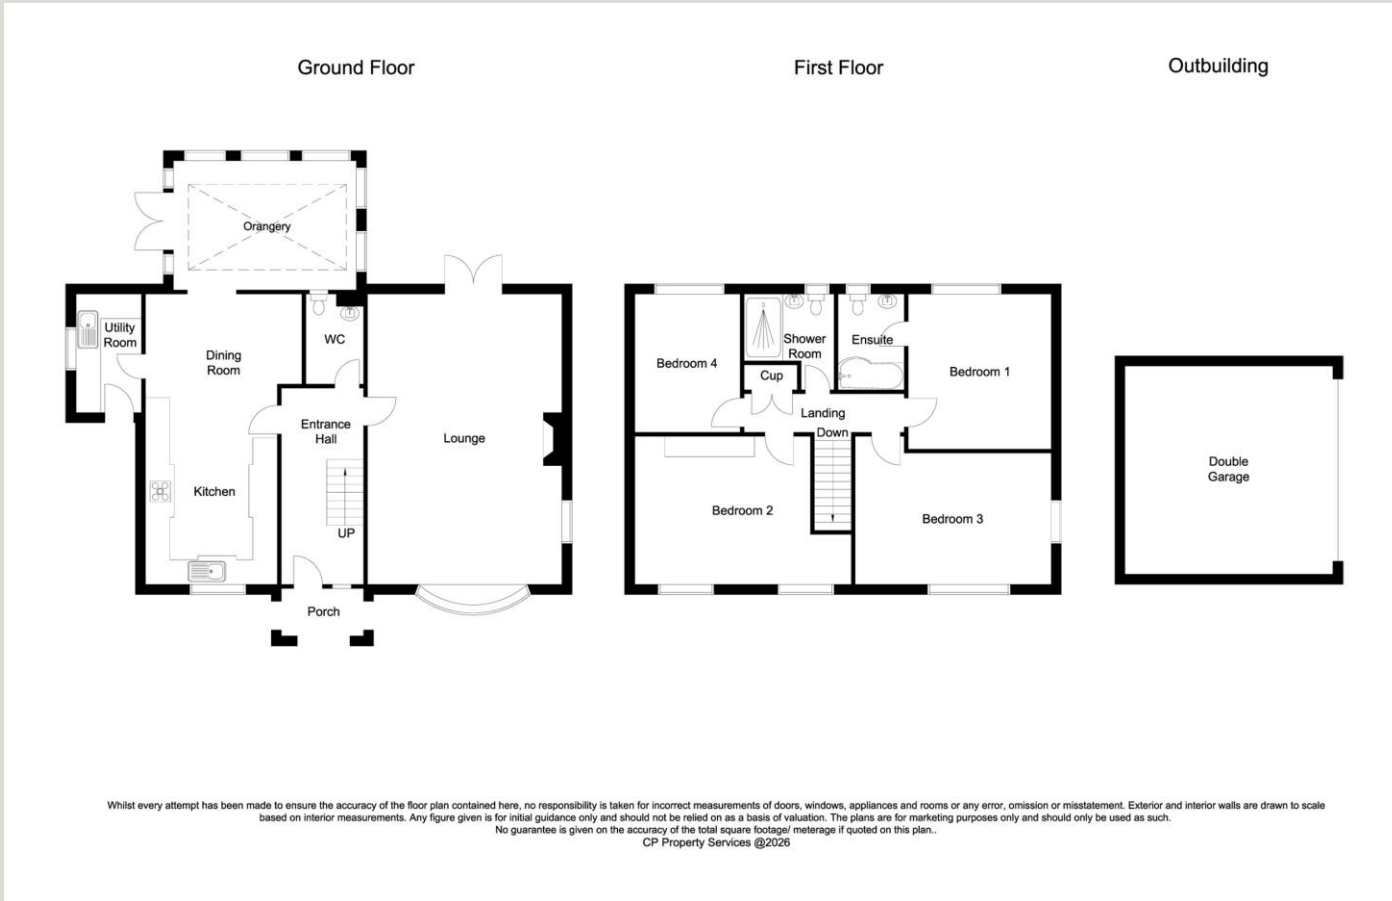 Ground Floor
First Floor
Outbuilding
Orangery
Utility
Room
WC
Dining
Room
Entrance
Hall
Lounge
Kitchen
UP
Porch
Shower
Room
Ensuite
Bedroom 4
Bedroom 1
Cup
Landing
Down
Bedroom 2
Bedroom 3
Double
Garage
Whilst every attempt has been made to ensure the accuracy of the floor plan contained here, no responsibility is taken for incorrect measurements of doors, windows, appliances and rooms or any error, omission or misstatement. Exterior and interior walls are drawn to scale
based on interior measurements. Any figure given is for initial guidance only and should not be relied on as a basis of valuation. The plans are for marketing purposes only and should only be used as such.
No guarantee is given on the accuracy of the total square footage/ meterage if quoted on this plan..
CP Property Services @2026